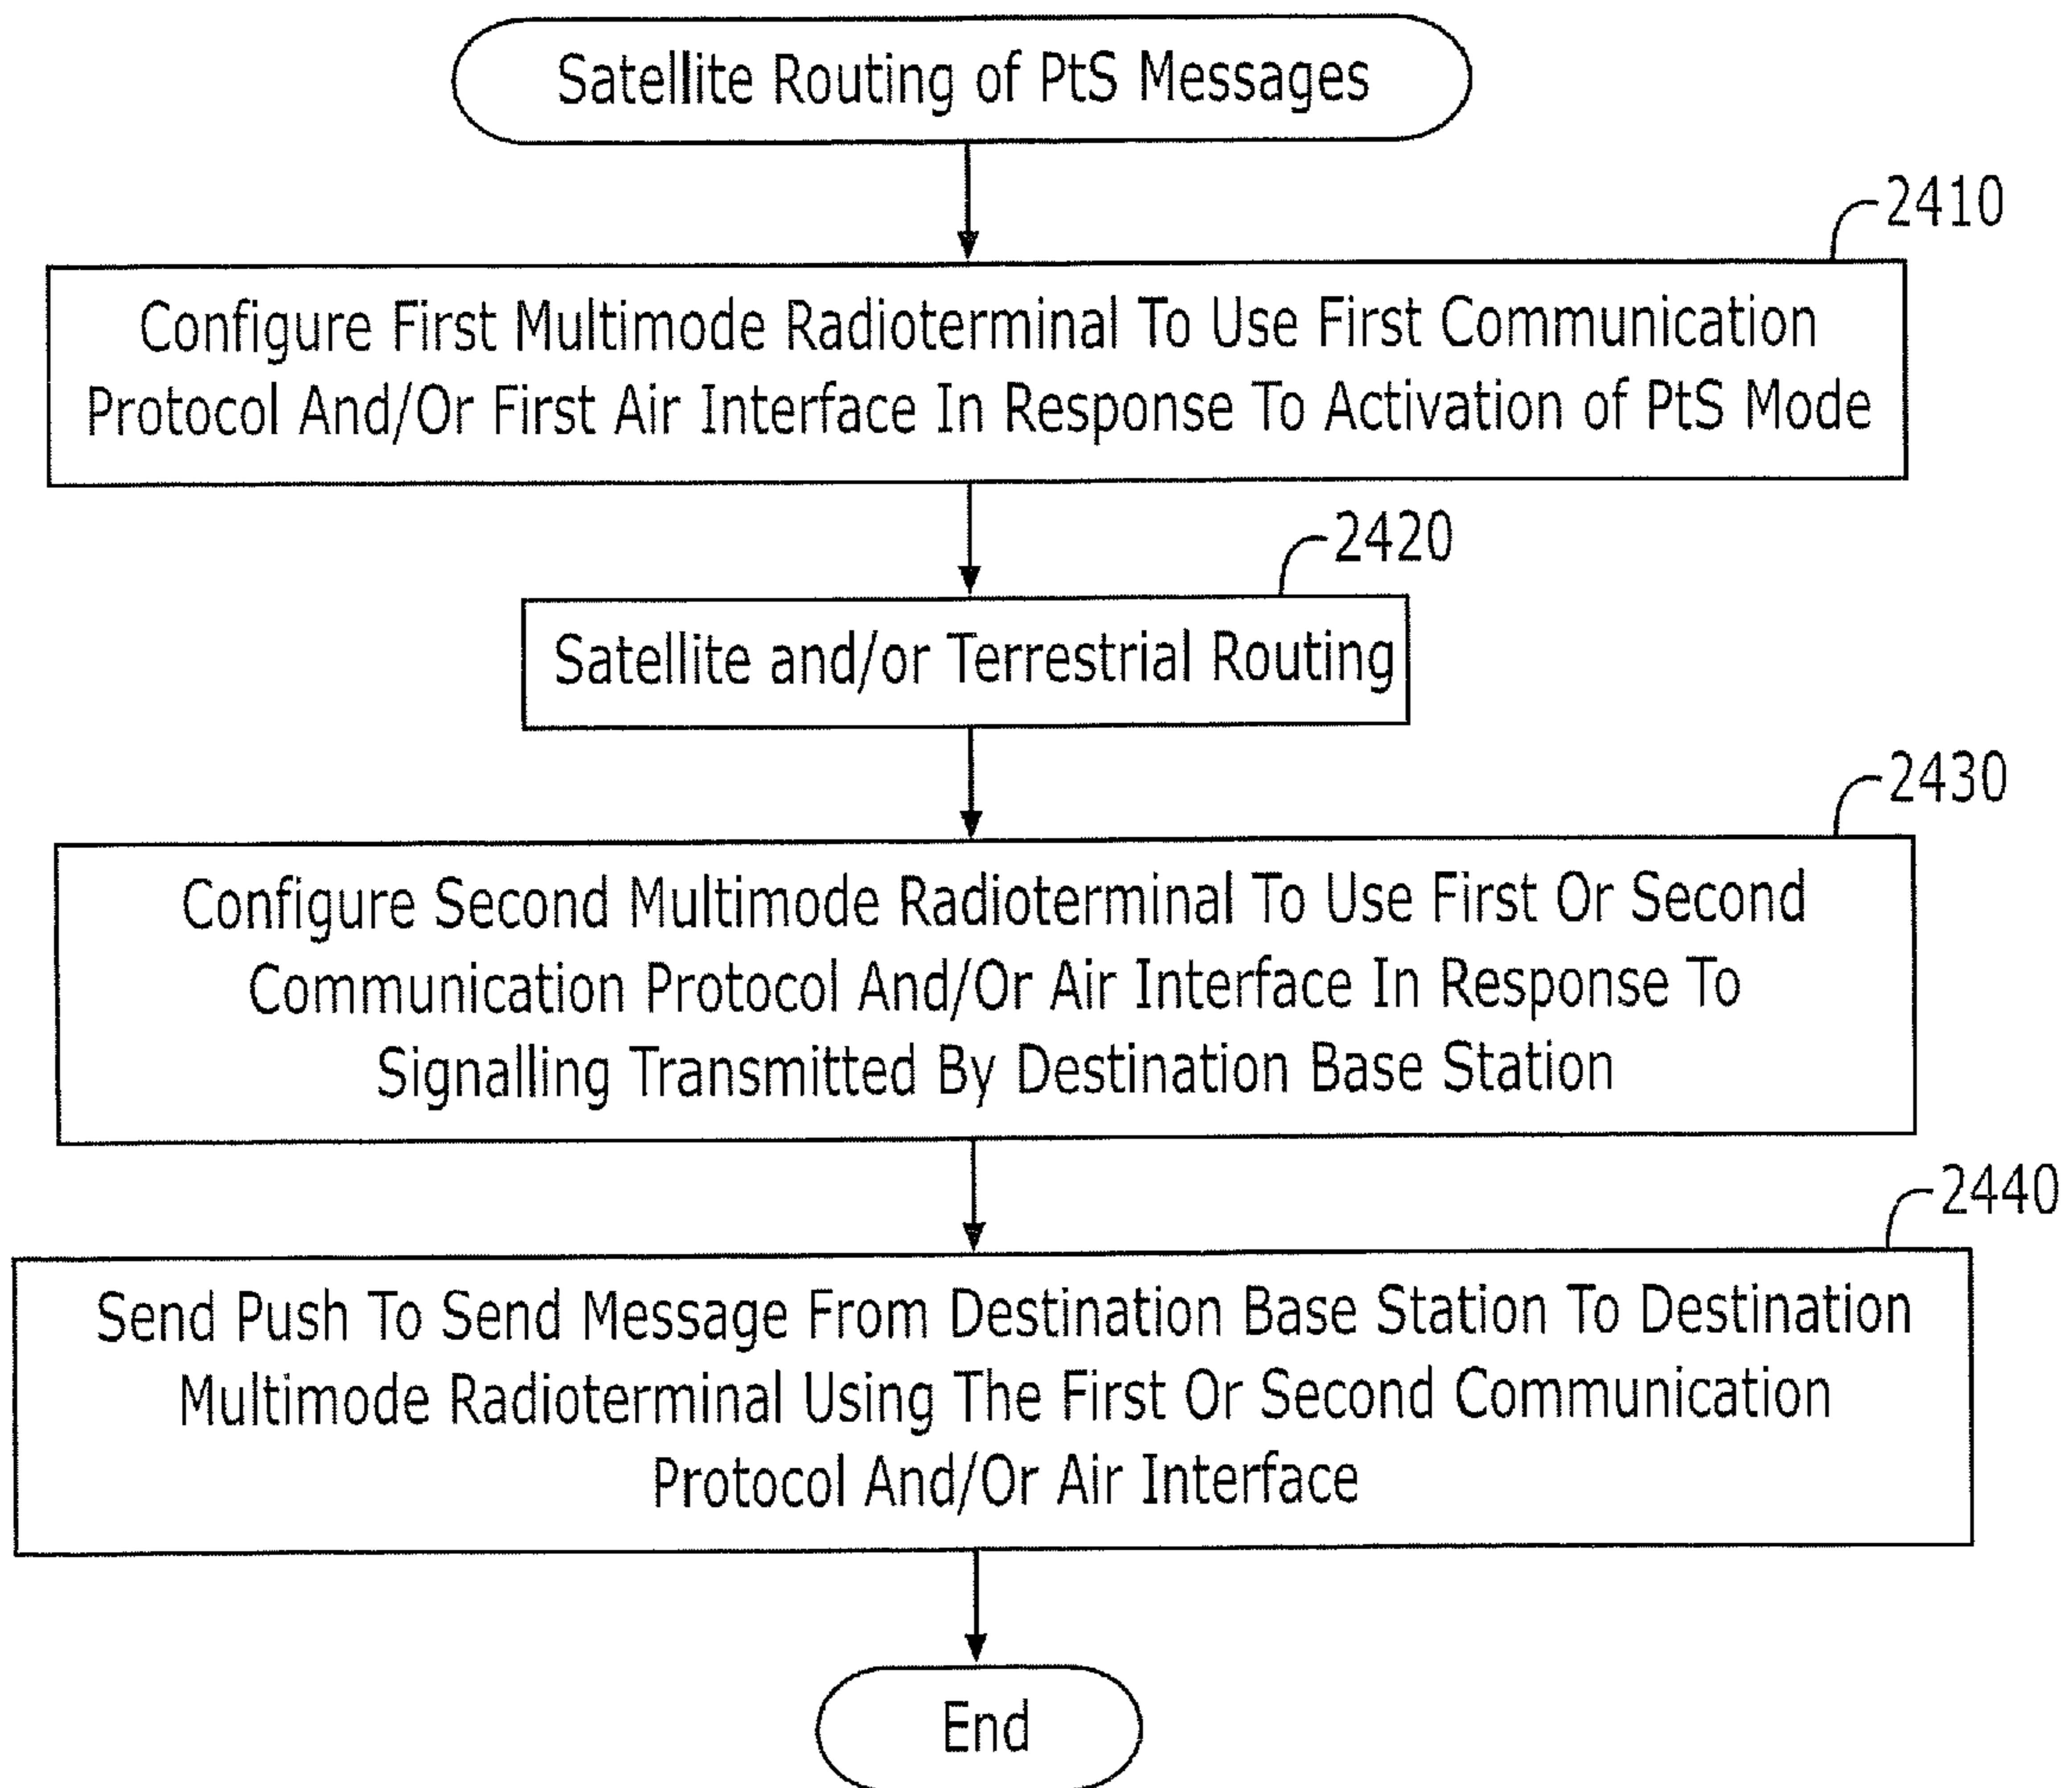 Satellite Routing of PtS Messages
2410
Configure First Multimode Radioterminal To Use First Communication
Protocol And/Or First Air Interface In Response To Activation of PtS Mode
2420
Satellite and/or Terrestrial Routing
2430
Configure Second Multimode Radioterminal To Use First Or Second
Communication Protocol And/Or Air Interface In Response To
Signalling Transmitted By Destination Base Station
2440
Send Push To Send Message From Destination Base Station To Destination
Multimode Radioterminal Using The First Or Second Communication
Protocol And/Or Air Interface
End